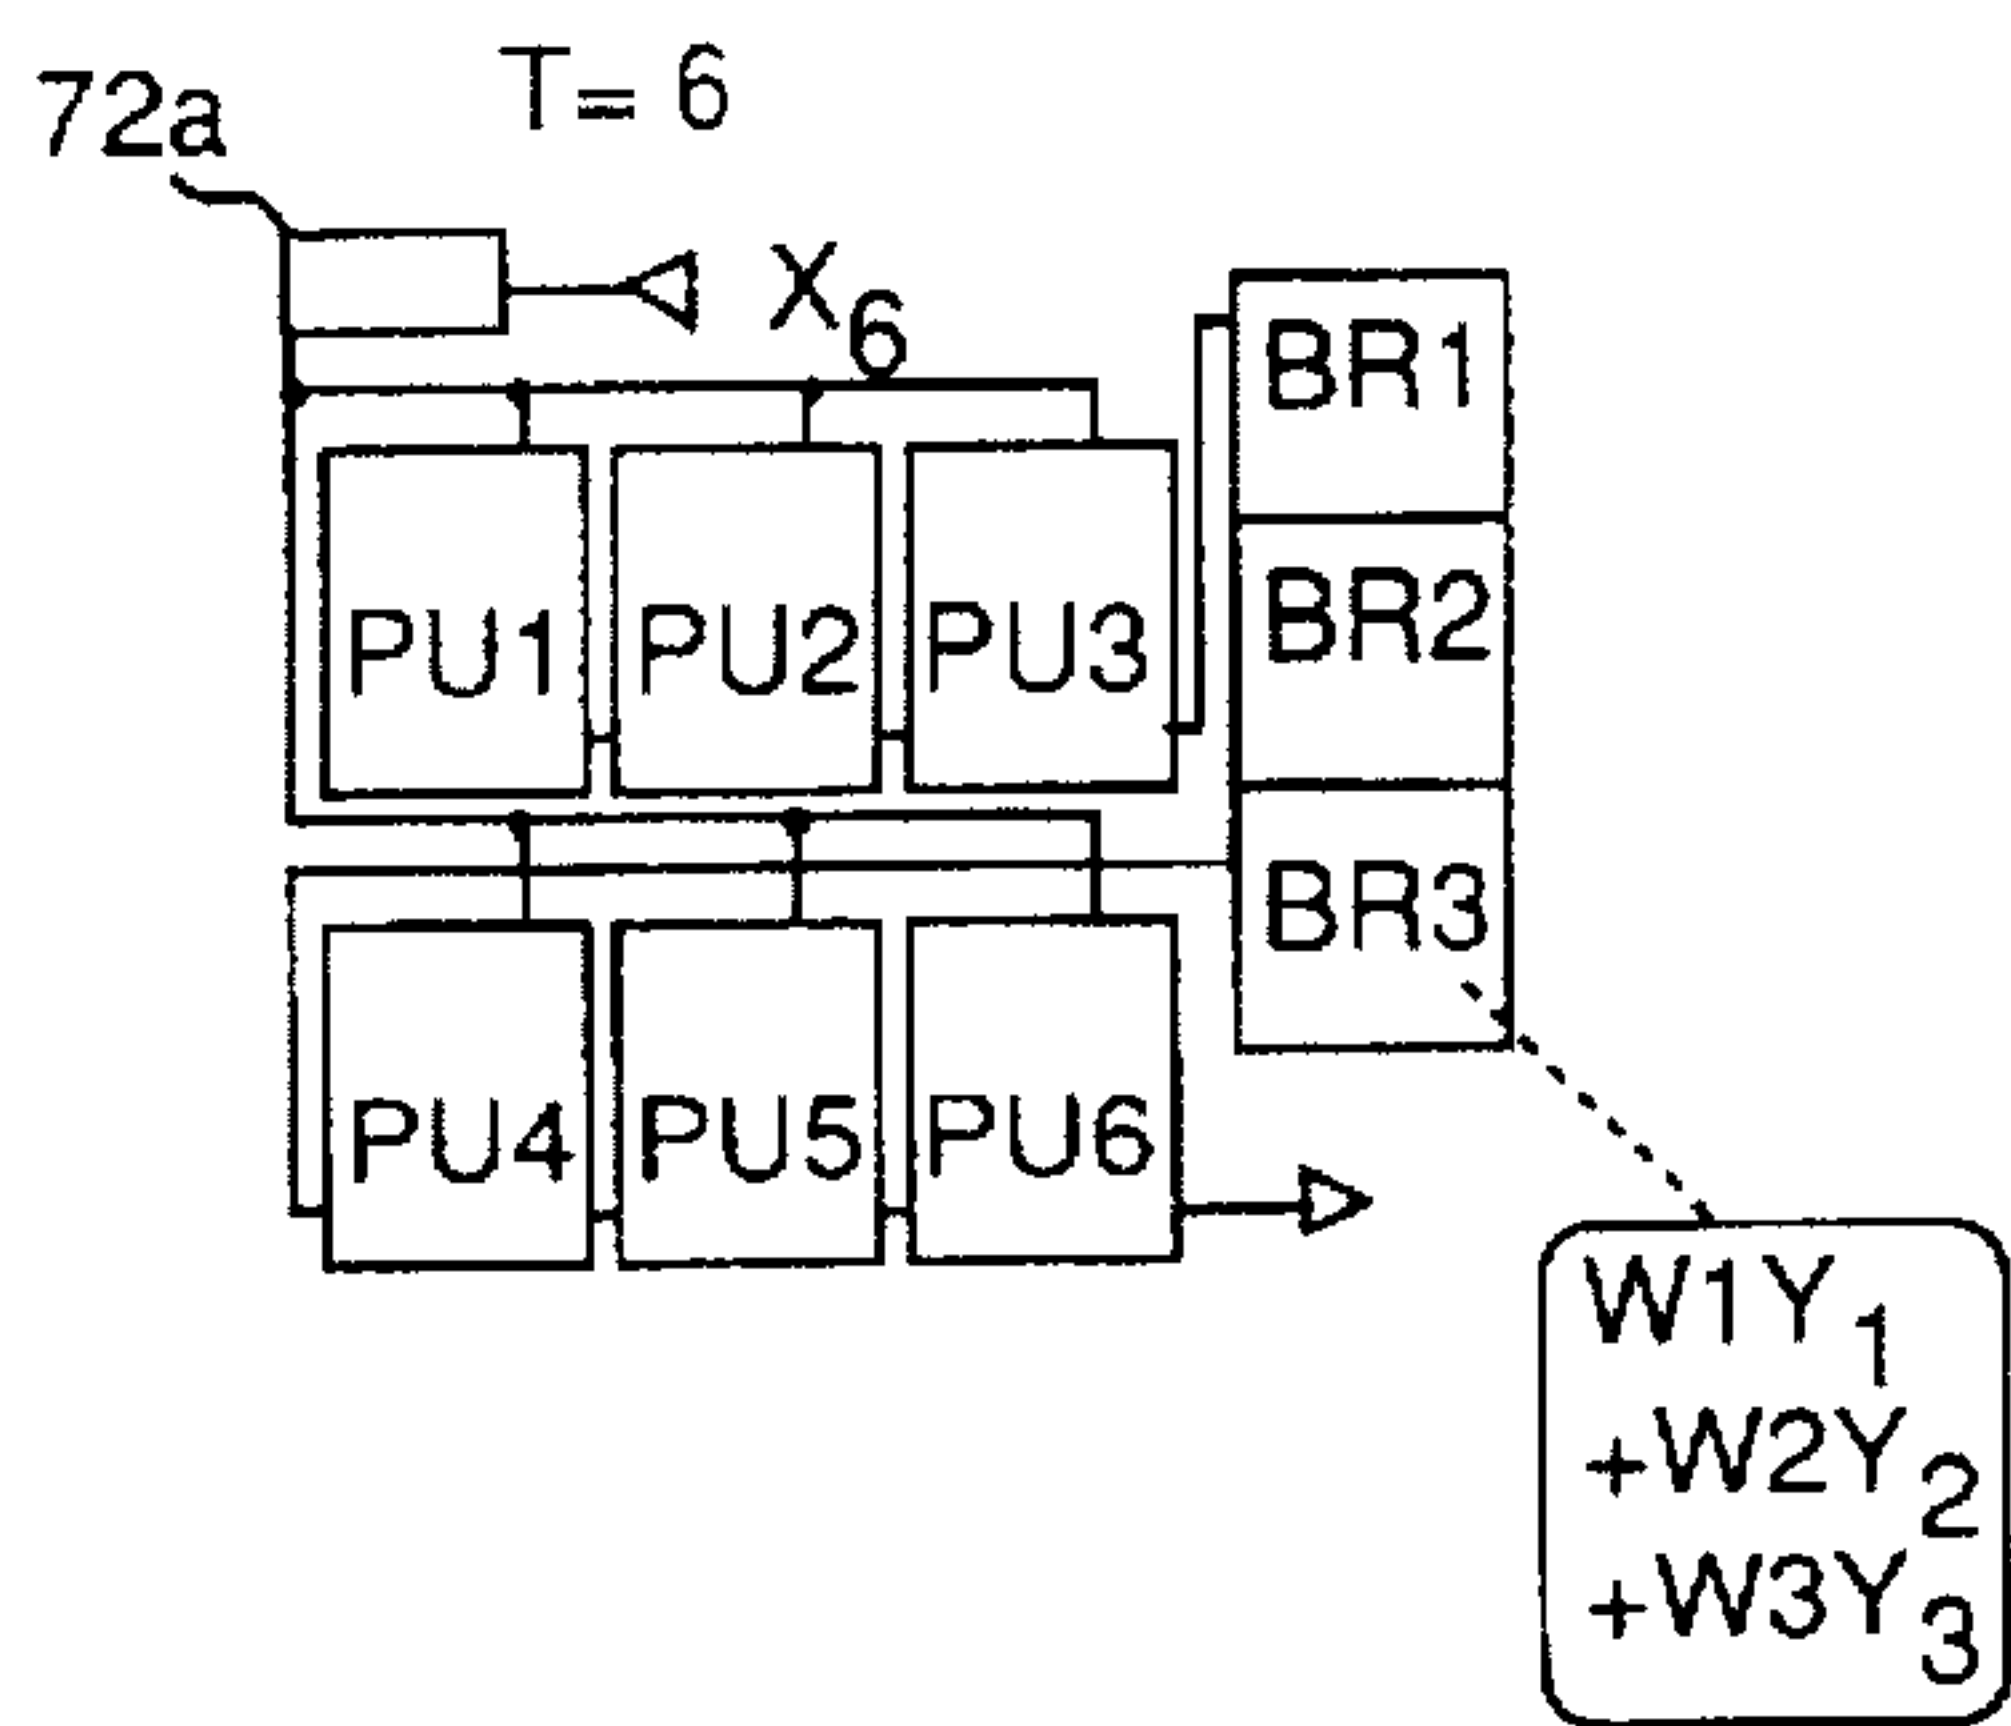 72a
T= 6
X6
BR1
PU1 PU2 PU3
BR2
BR3
PU4 PU5 PU6
W1Y1
+W2Y2
+W3Y3